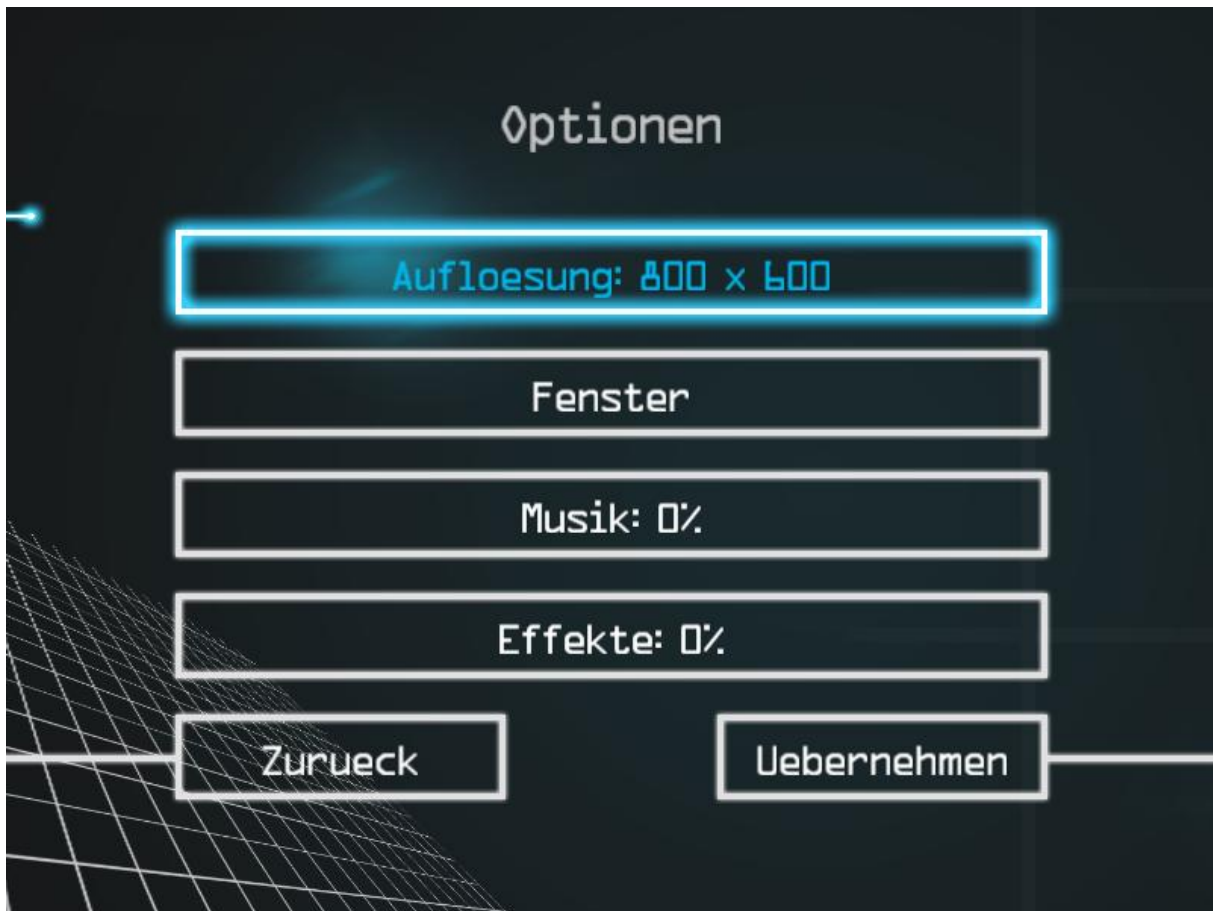 Optionen
Aufloesung: 800 x 600
Fenster
Musik: 0%
Effekte: 0%
Zurueck
Uebernehmen